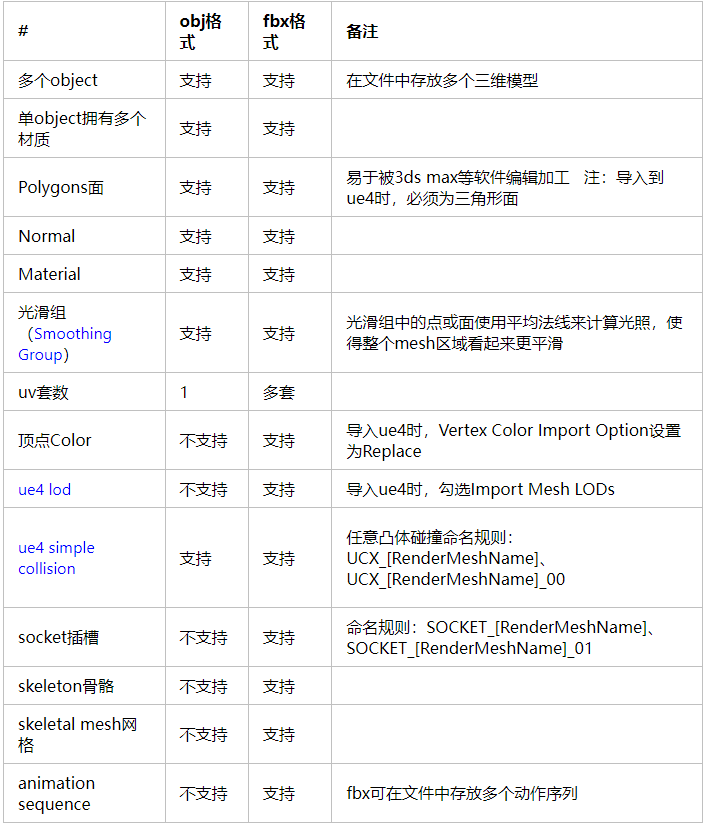 #
obj格
式
fbx格
式
备注
多个object
支持
支持
在文件中存放多个三维模型
单object拥有多个
材质
支持
支持
Polygons面
支持
支持
易于被3ds max等软件编辑加工   注：导入到
ue4时，必须为三角形面
Normal
支持
支持
Material
支持
支持
光滑组
（Smoothing
Group）
支持
支持
光滑组中的点或面使用平均法线来计算光照，使
得整个mesh区域看起来更平滑
uv套数
1
多套
顶点Color
不支持
支持
导入ue4时，Vertex Color Import Option设置
为Replace
ue4 lod
不支持
支持
导入ue4时，勾选Import Mesh LODs
ue4 simple
collision
支持
支持
任意凸体碰撞命名规则：
UCX_[RenderMeshName]、
UCX_[RenderMeshName]_00
socket插槽
不支持
支持
命名规则：SOCKET_[RenderMeshName]、
SOCKET_[RenderMeshName]_01
skeleton骨骼
不支持
支持
skeletal mesh网
格
不支持
支持
animation
sequence
不支持
支持
fbx可在文件中存放多个动作序列